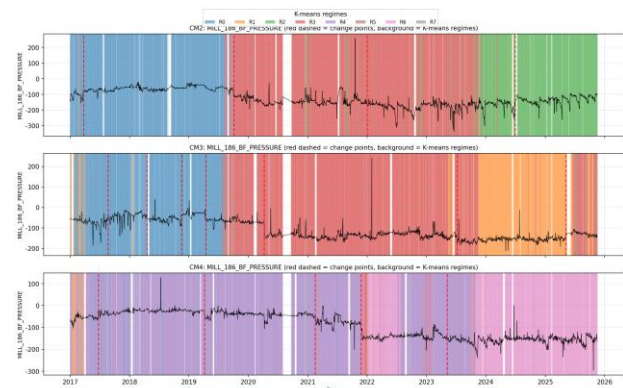 K-means regimes
R0 R1 R2 R3 R4 R5 R6 R7
CM2: MILL_186_BF_PRESSURE (red dashed = change points, background = K-means regimes)
MILL_186_BF_PRESSURE
200
100
0
-100
-200
-300
CM3: MILL_186_BF_PRESSURE (red dashed = change points, background = K-means regimes)
MILL_186_BF_PRESSURE
200
100
0
-100
-200
CM4: MILL_186_BF_PRESSURE (red dashed = change points, background = K-means regimes)
MILL_186_BF_PRESSURE
100
0
-100
-200
-300
2017 2018 2019 2020 2021 2022 2023 2024 2025 2026